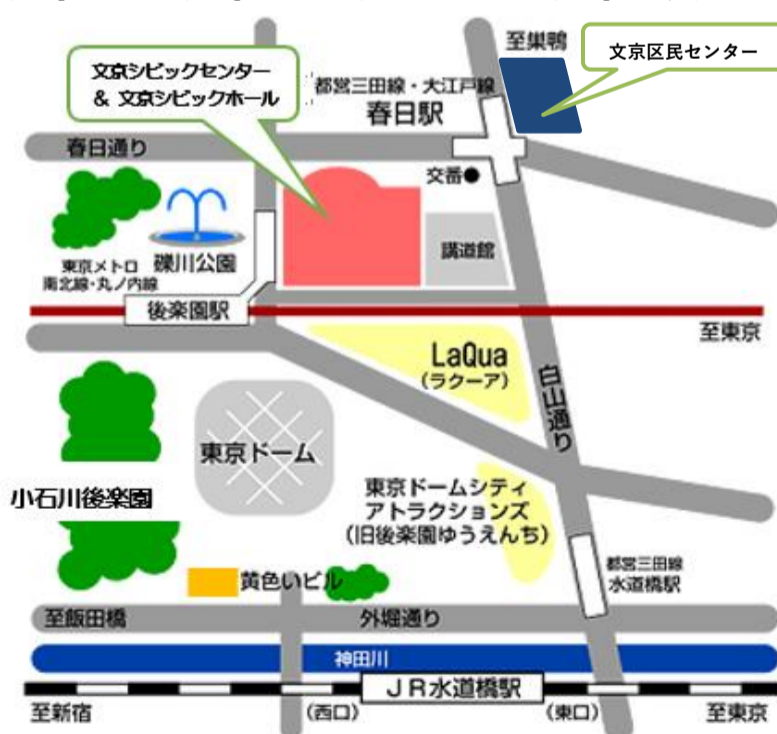 至巣鴨
文京区民センター
文京シビックセンター
& 文京シビックホール
都営三田線・大江戸線
春日駅
春日通り
交番●
講道館
東京メトロ
南北線・丸ノ内線
礫川公園
後楽園駅
至東京
LaQua
(ラクーア)
白山通り
東京ドーム
小石川後楽園
東京ドームシティ
アトラクションズ
(旧後楽園ゆうえんち)
都営三田線
水道橋駅
黄色いビル
至飯田橋
外堀通り
神田川
JR水道橋駅
至新宿
(西口)
(東口)
至東京